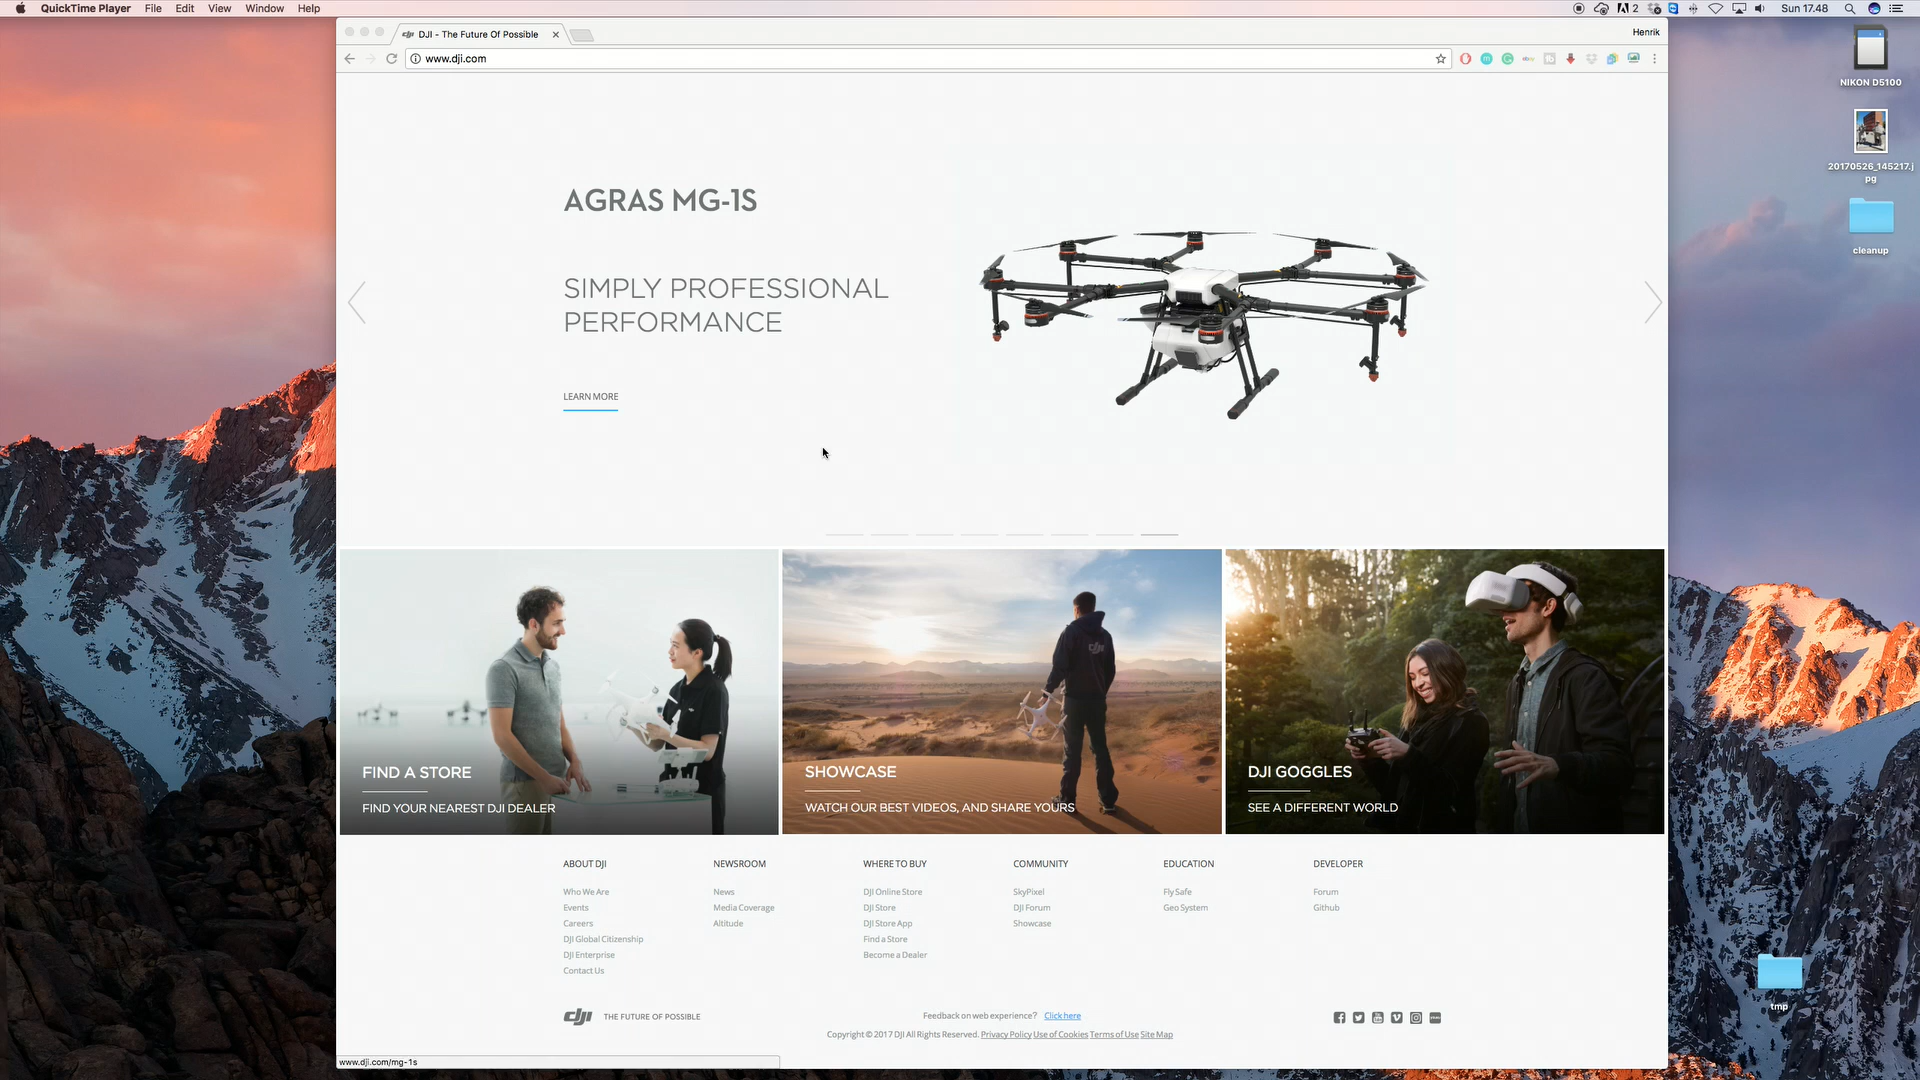 QuickTime Player File Edit View Window Help
2 Sun 17.48
DJI - The Future Of Possible
Henrik
www.dji.com
NIKON D5100
20170526_145217.j
pg
cleanup
AGRAS MG-1S
SIMPLY PROFESSIONAL
PERFORMANCE
LEARN MORE
FIND A STORE
FIND YOUR NEAREST DJI DEALER
SHOWCASE
WATCH OUR BEST VIDEOS, AND SHARE YOURS
DJI GOGGLES
SEE A DIFFERENT WORLD
ABOUT DJI
Who We Are
Events
Careers
DJI Global Citizenship
DJI Enterprise
Contact Us
NEWSROOM
News
Media Coverage
Altitude
WHERE TO BUY
DJI Online Store
DJI Store
DJI Store App
Find a Store
Become a Dealer
COMMUNITY
SkyPixel
DJI Forum
Showcase
EDUCATION
Fly Safe
Geo System
DEVELOPER
Forum
Github
dji THE FUTURE OF POSSIBLE
Feedback on web experience? Click here
Copyright © 2017 DJI All Rights Reserved. Privacy Policy Use of Cookies Terms of Use Site Map
tmp
www.dji.com/mg-1s